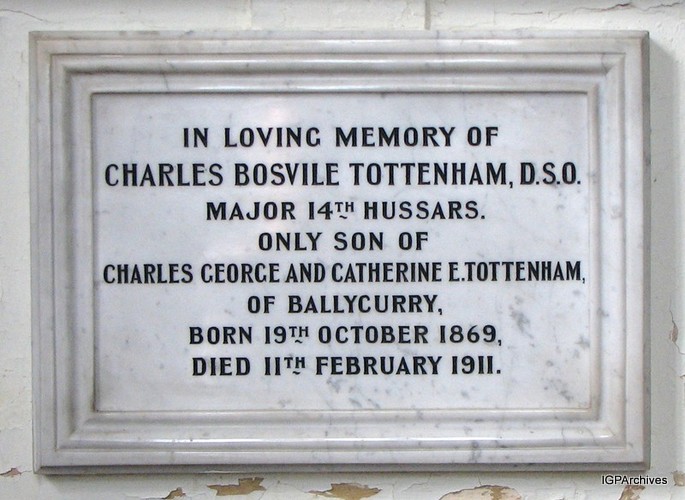 IN LOVING MEMORY OF
CHARLES BOSVILE TOTTENHAM, D.S.O.
MAJOR 14TH HUSSARS.
ONLY SON OF
CHARLES GEORGE AND CATHERINE E. TOTTENHAM,
OF BALLYCURRY,
BORN 19TH OCTOBER 1869,
DIED 11TH FEBRUARY 1911.
IGPArchives